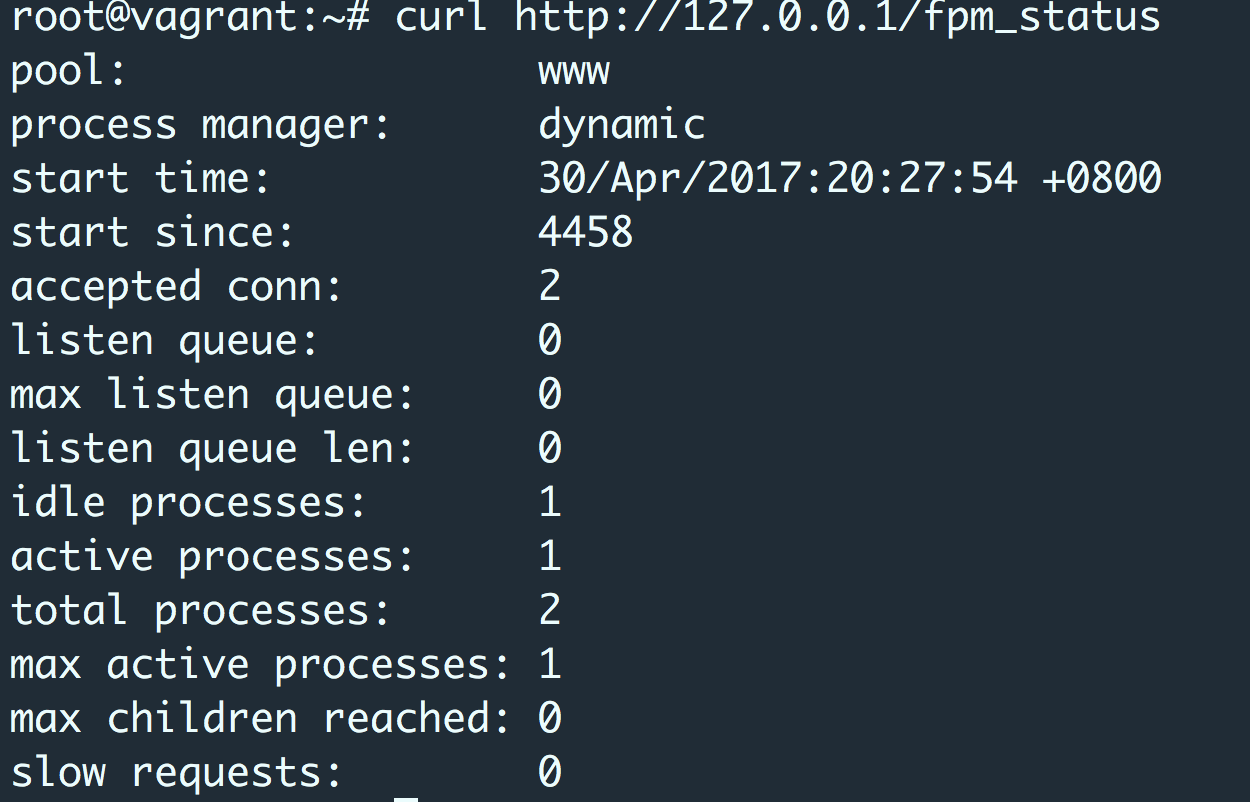 root@vagrant:~# curl http://127.0.0.1/fpm_status
pool:                 www
process manager:      dynamic
start time:           30/Apr/2017:20:27:54 +0800
start since:          4458
accepted conn:        2
listen queue:         0
max listen queue:     0
listen queue len:     0
idle processes:       1
active processes:     1
total processes:      2
max active processes: 1
max children reached: 0
slow requests:        0